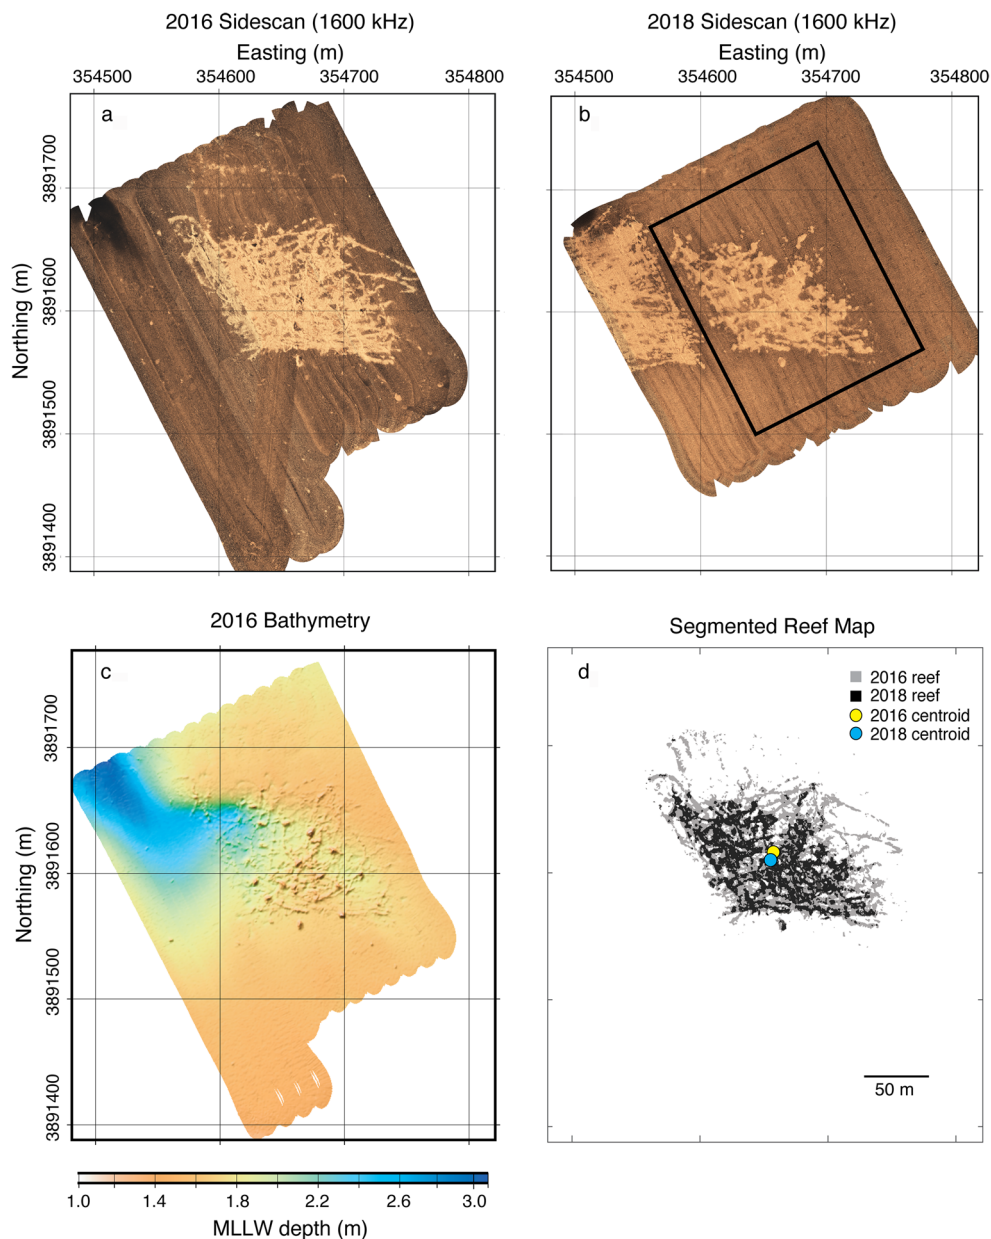 2016 Sidescan (1600 kHz)
Easting (m)
354500 354600 354700 354800
a
Northing (m)
3891700
3891600
3891500
3891400
2018 Sidescan (1600 kHz)
Easting (m)
354500 354600 354700 354800
b
2016 Bathymetry
c
Northing (m)
3891700
3891600
3891500
3891400
1.0 1.4 1.8 2.2 2.6 3.0
MLLW depth (m)
Segmented Reef Map
d
2016 reef
2018 reef
2016 centroid
2018 centroid
50 m